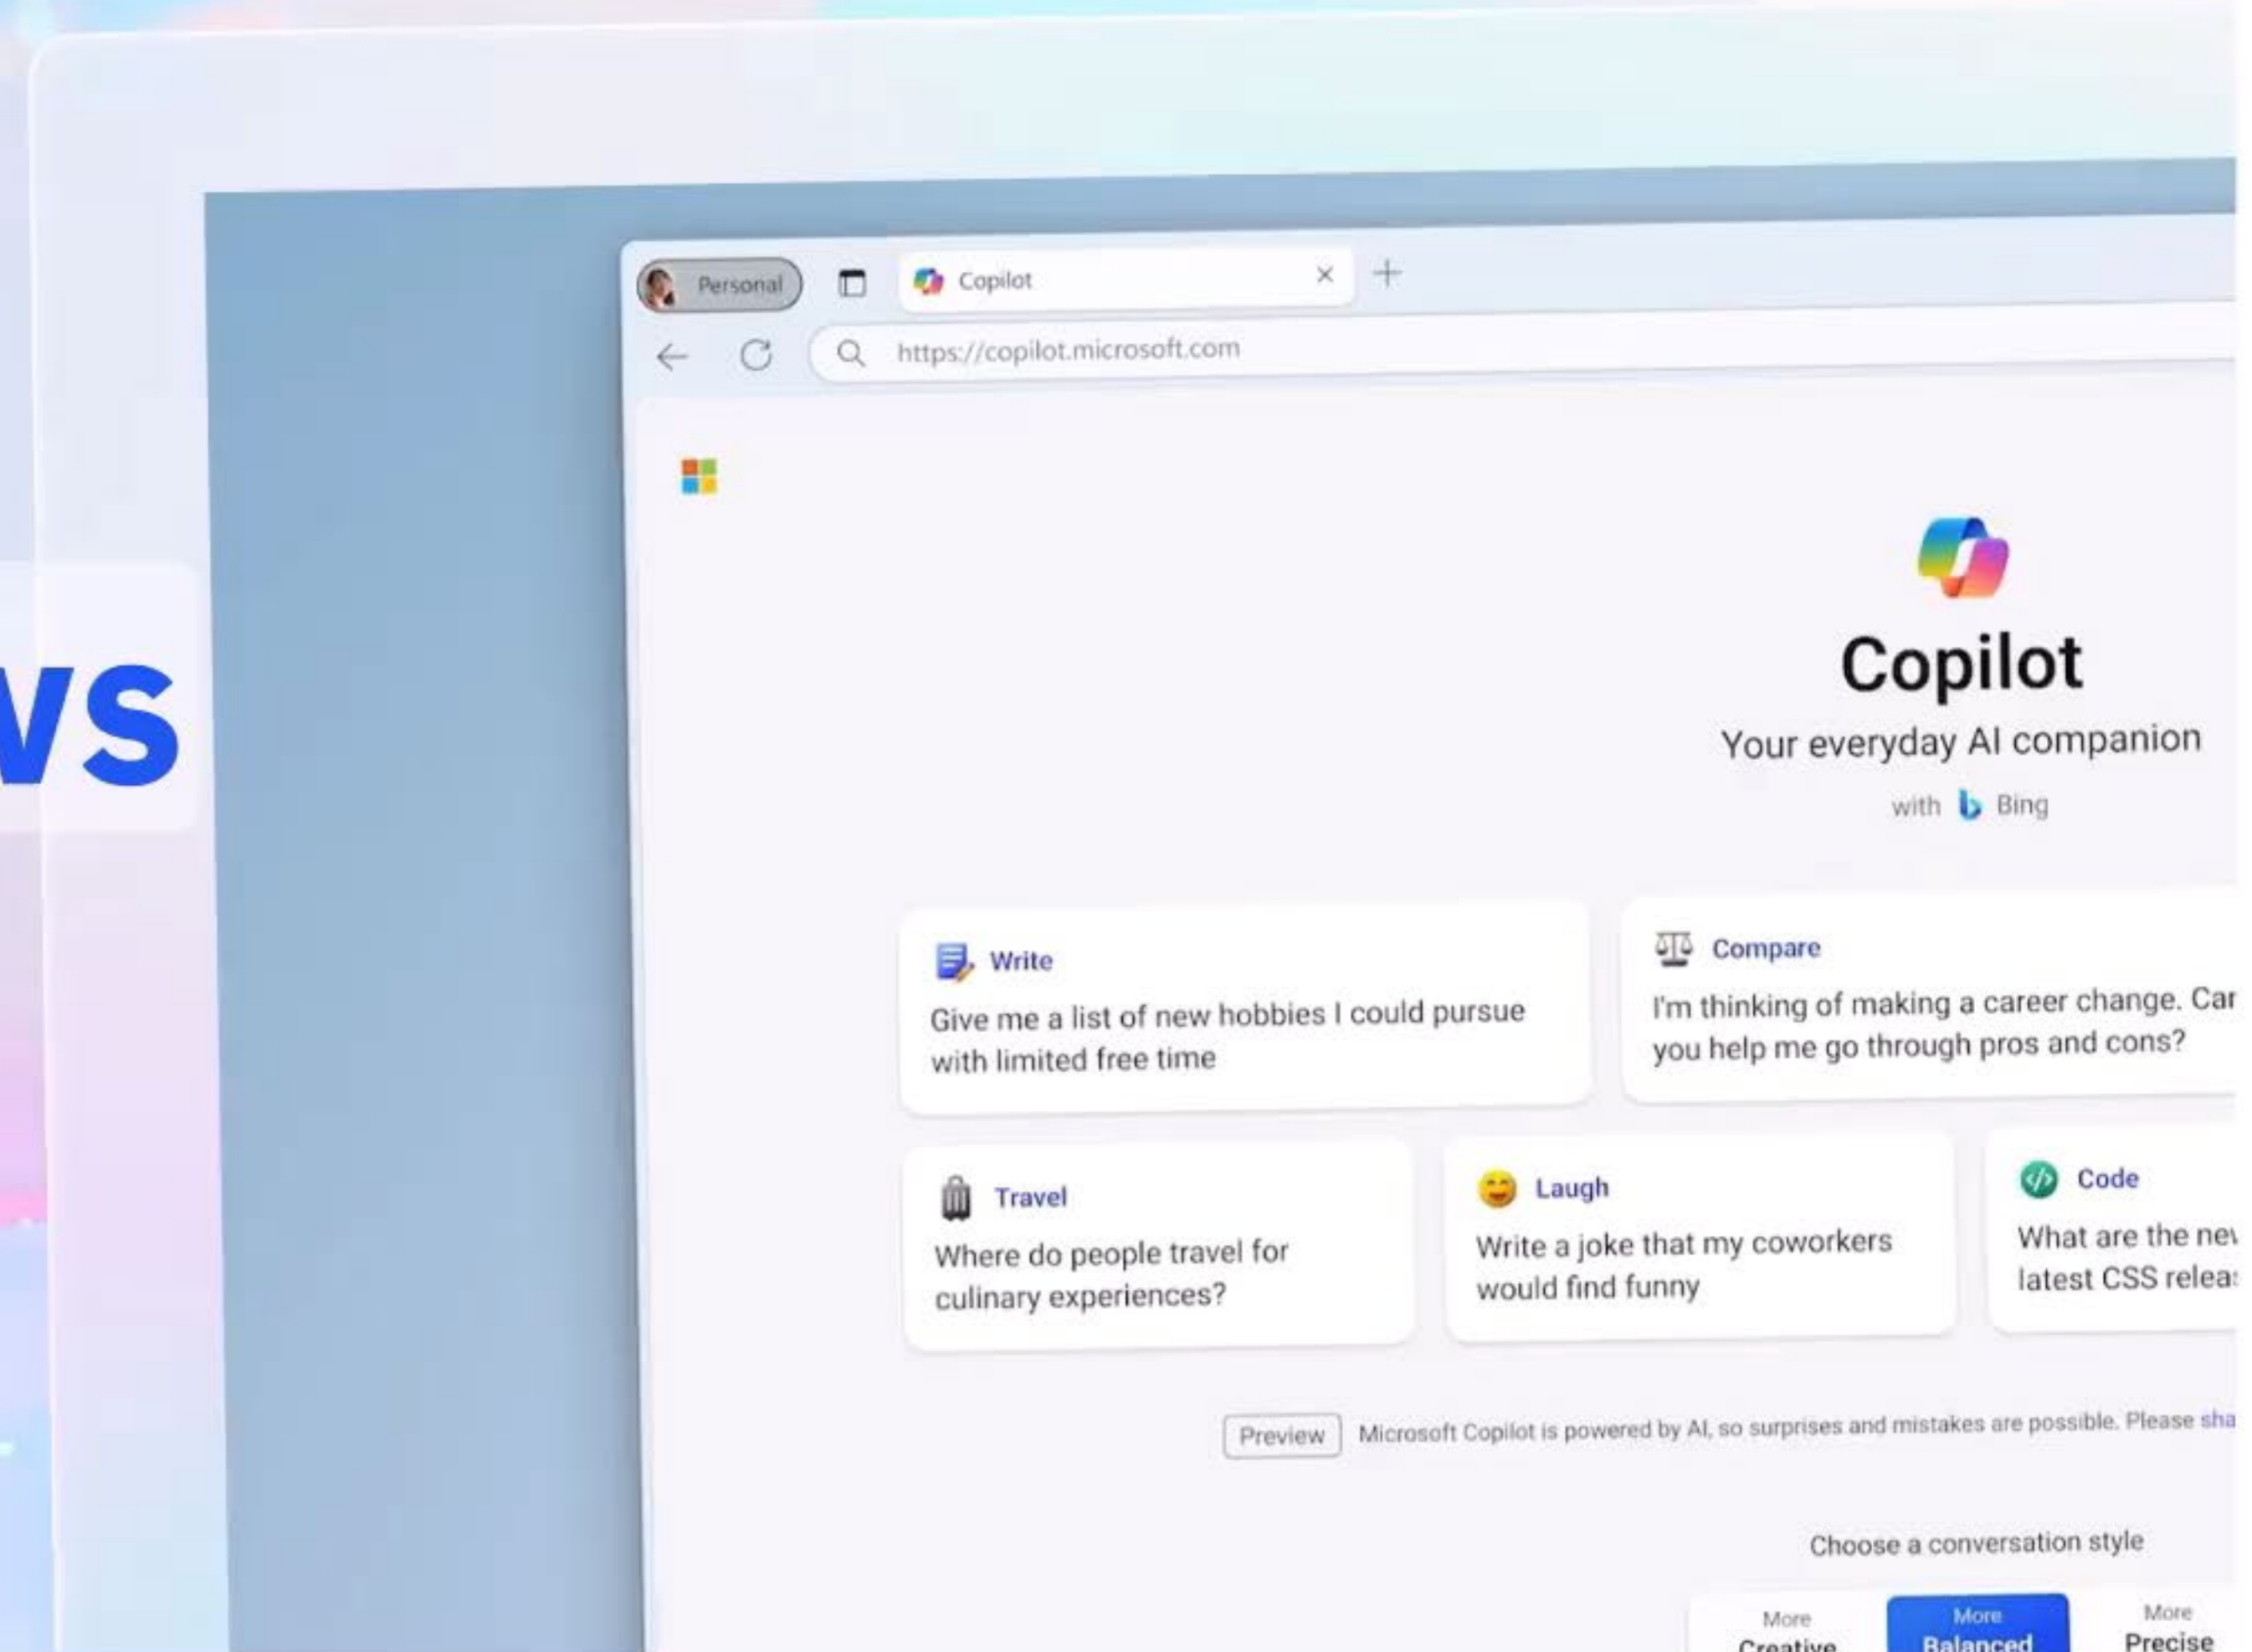 Personal
Copilot
https://copilot.microsoft.com
Copilot
Your everyday AI companion
with Bing
VS
Write
Give me a list of new hobbies I could pursue
with limited free time
Compare
I'm thinking of making a career change.
you help me go through pros and cons?
Travel
Where do people travel for
culinary experiences?
Laugh
Write a joke that my coworkers
would find funny
Code
What are the
latest CSS
Preview Microsoft Copilot is powered by AI, so surprises and mistakes are possible. Please
Choose a conversation style
More
Creative
More
Balanced
More
Precise